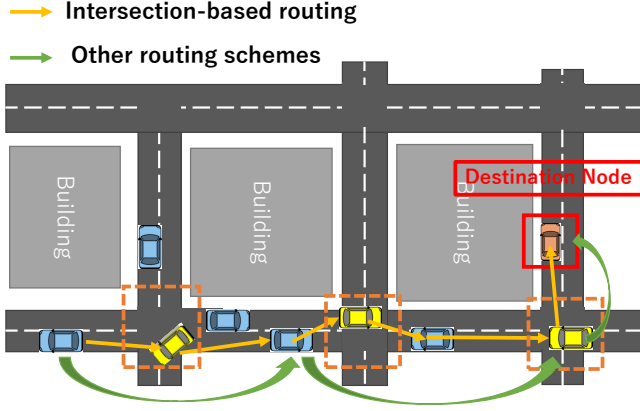 Intersection-based routing
Other routing schemes
Building
Building
Building
Destination Node